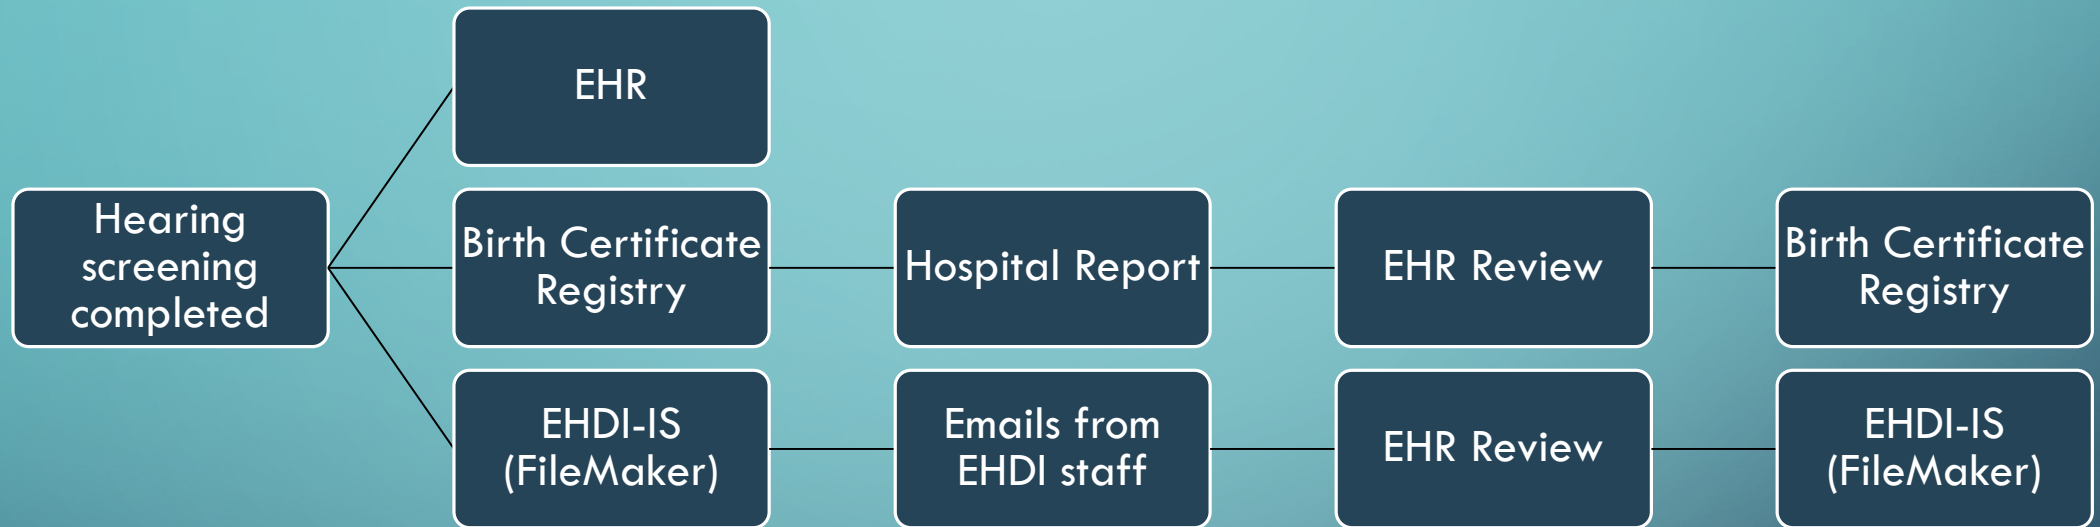 EHR
Hearing
screening
completed
Birth Certificate
Registry
Hospital Report
EHR Review
Birth Certificate
Registry
EHDI-IS
(FileMaker)
Emails from
EHDI staff
EHR Review
EHDI-IS
(FileMaker)